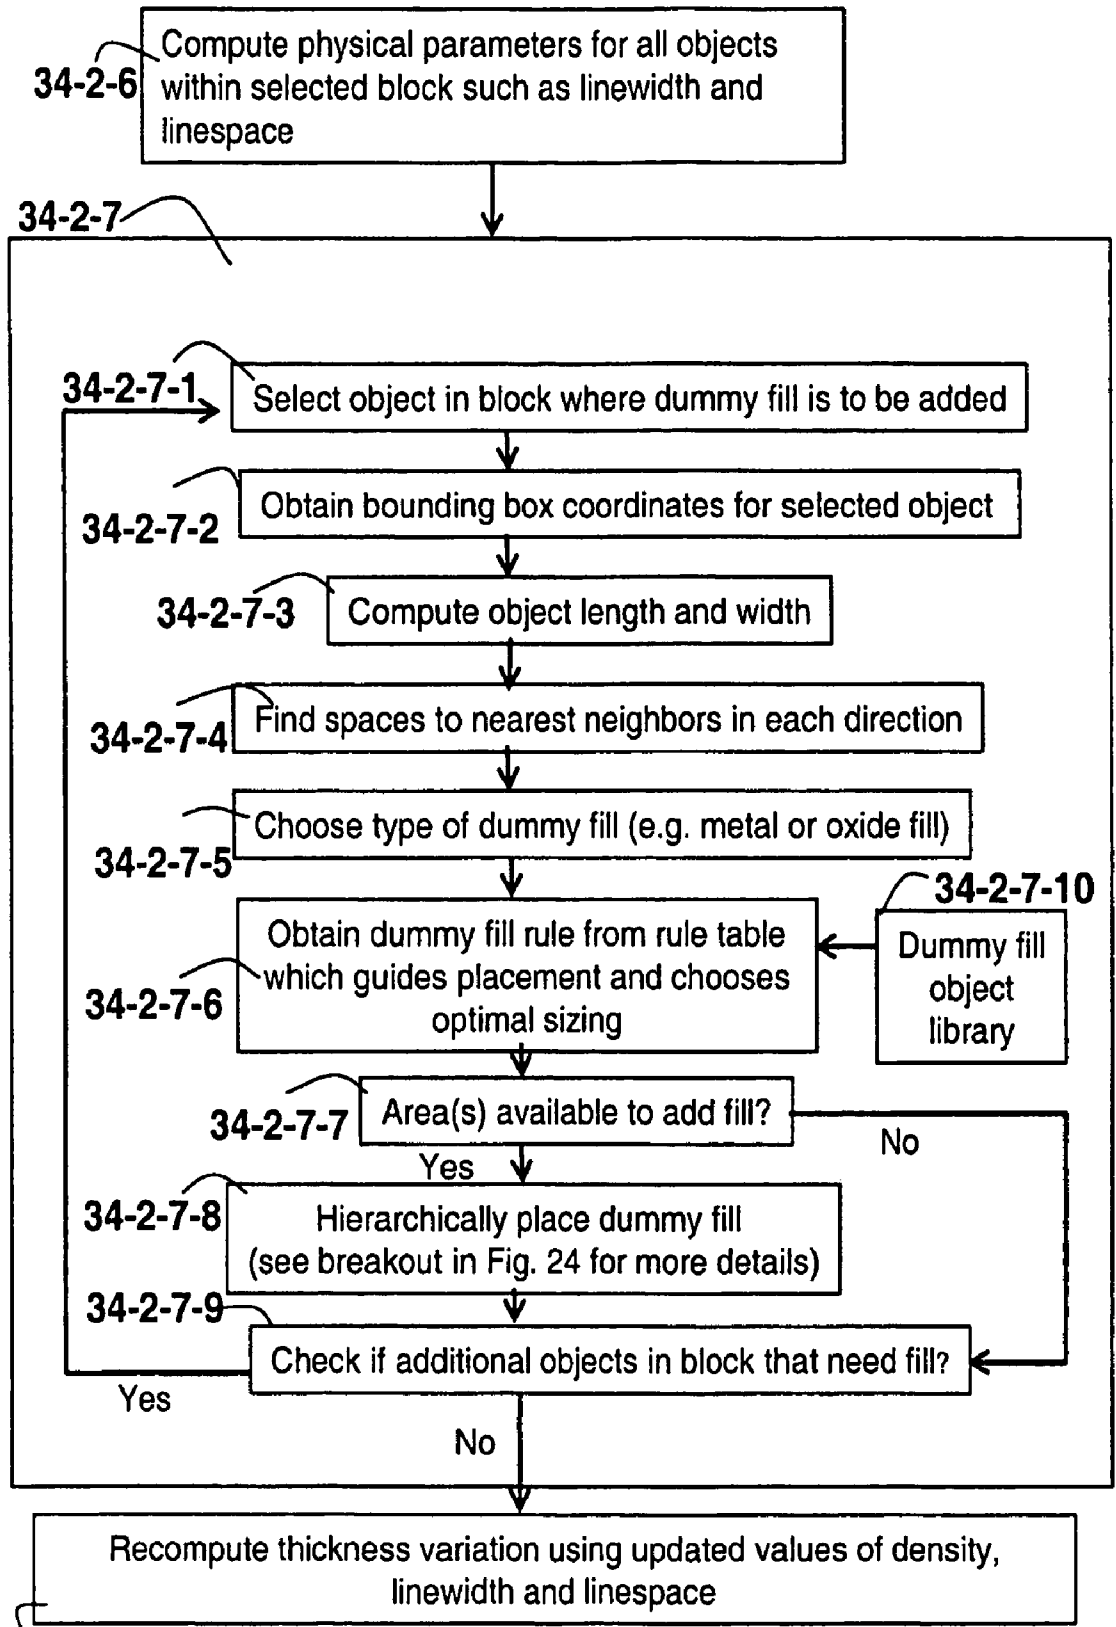 Compute physical parameters for all objects
34-2-6
within selected block such as linewidth and
linespace
34-2-7
34-2-7-1
Select object in block where dummy fill is to be added
Obtain bounding box coordinates for selected object
34-2-7-2
34-2-7-3
Compute object length and width
Find spaces to nearest neighbors in each direction
34-2-7-4
Choose type of dummy fill (e.g. metal or oxide fill)
34-2-7-5
34-2-7-10
Obtain dummy fill rule from rule table
which guides placement and chooses
optimal sizing
34-2-7-6
Dummy fill
object
library
Area(s) available to add fill?
34-2-7-7
No
Yes
34-2-7-8
Hierarchically place dummy fill
(see breakout in Fig. 24 for more details)
34-2-7-9
Check if additional objects in block that need fill?
Yes
No
Recompute thickness variation using updated values of density,
linewidth and linespace